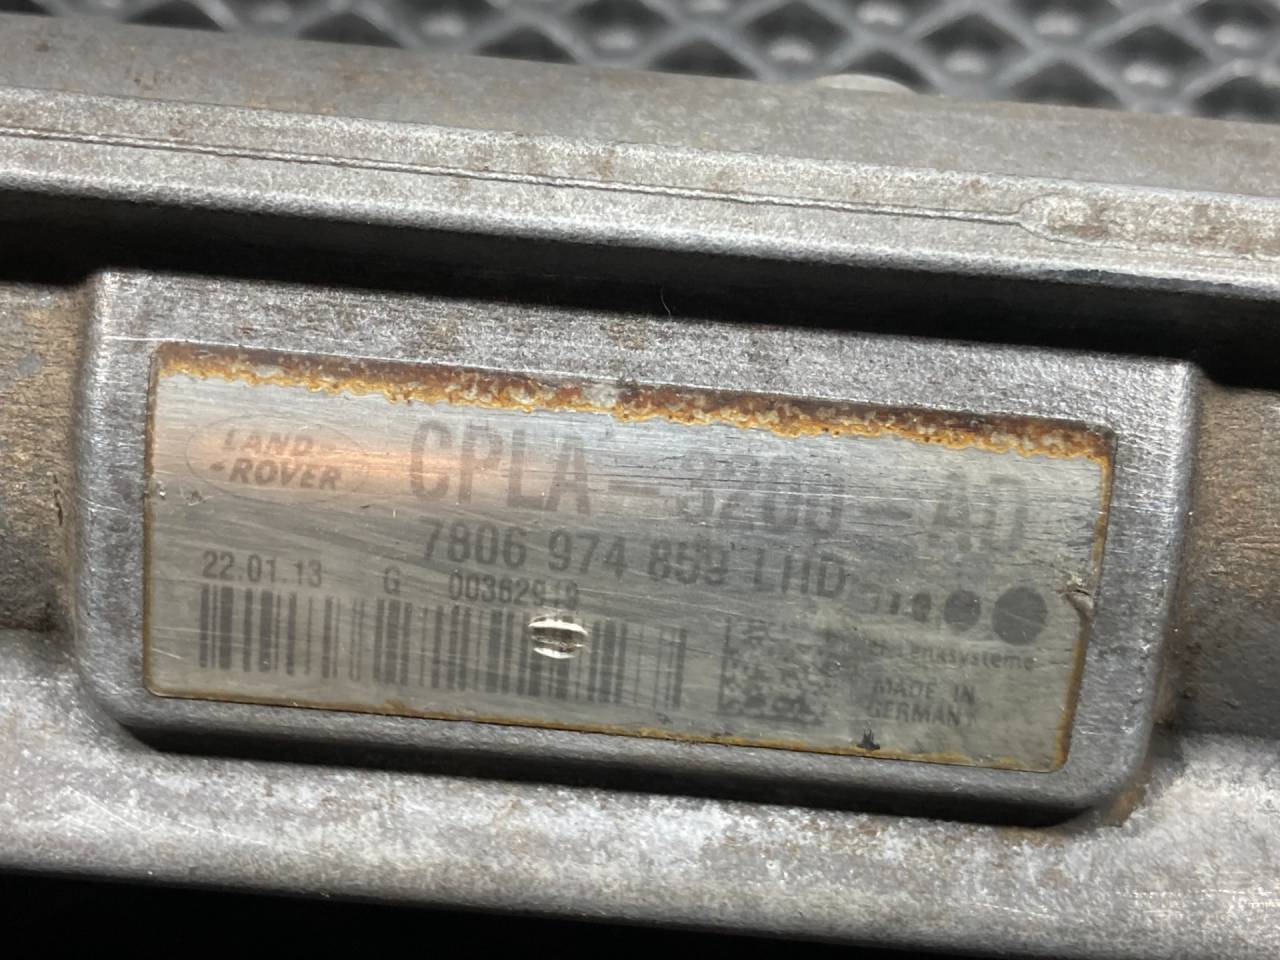 LAND-
-ROVER
CPLA-3200-AD
7806 974 859 LHD
22.01.13 G 00362919
MADE IN
GERMANY